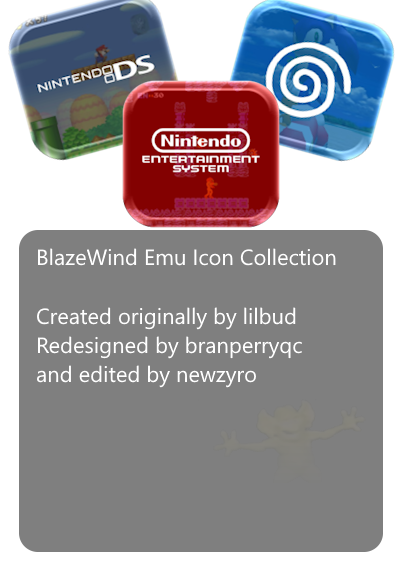 NINTENDO DS
Nintendo
ENTERTAINMENT
SYSTEM
BlazeWind Emu Icon Collection
Created originally by lilbud
Redesigned by branperryqc
and edited by newzyro